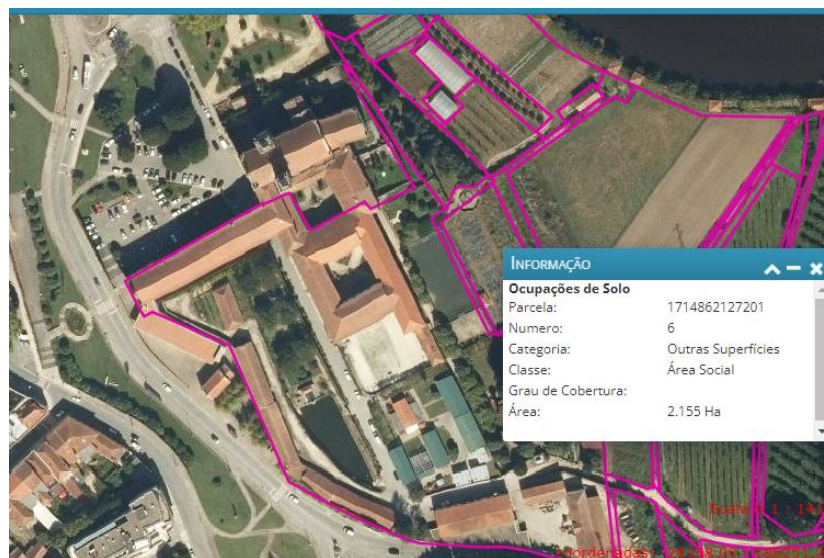 INFORMAÇÃO
Ocupações de Solo
Parcela: 1714862127201
Numero: 6
Categoria: Outras Superfícies
Classe: Área Social
Grau de Cobertura:
Área: 2.155 Ha